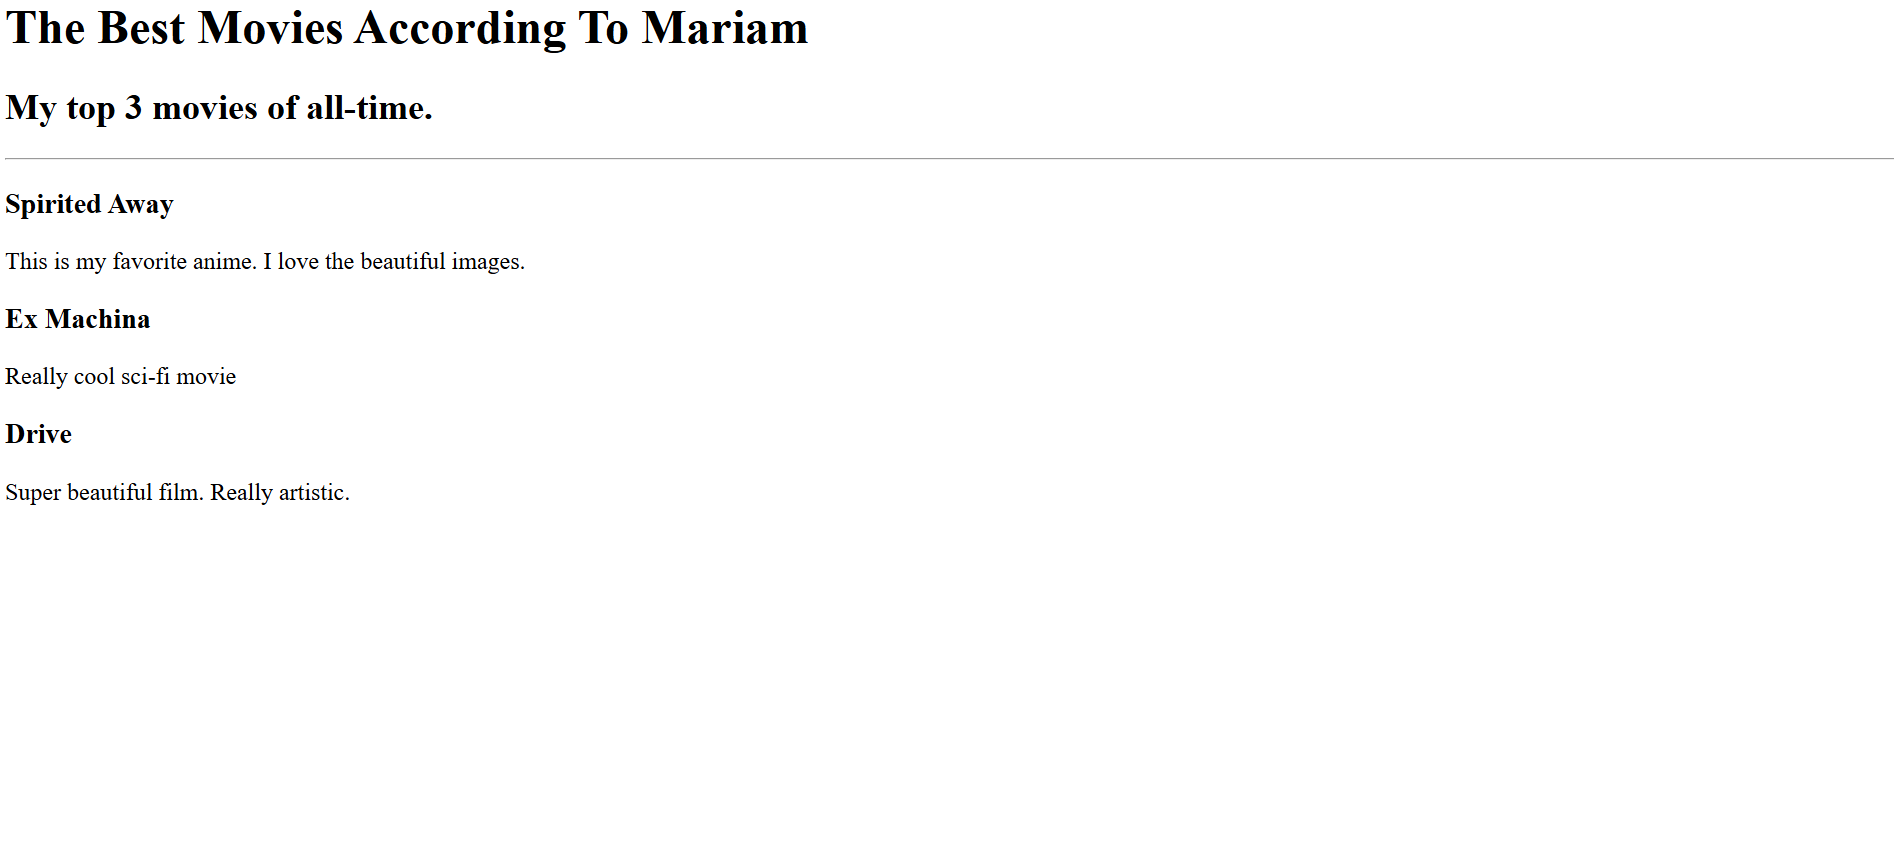 The Best Movies According To Mariam
My top 3 movies of all-time.
Spirited Away
This is my favorite anime. I love the beautiful images.
Ex Machina
Really cool sci-fi movie
Drive
Super beautiful film. Really artistic.